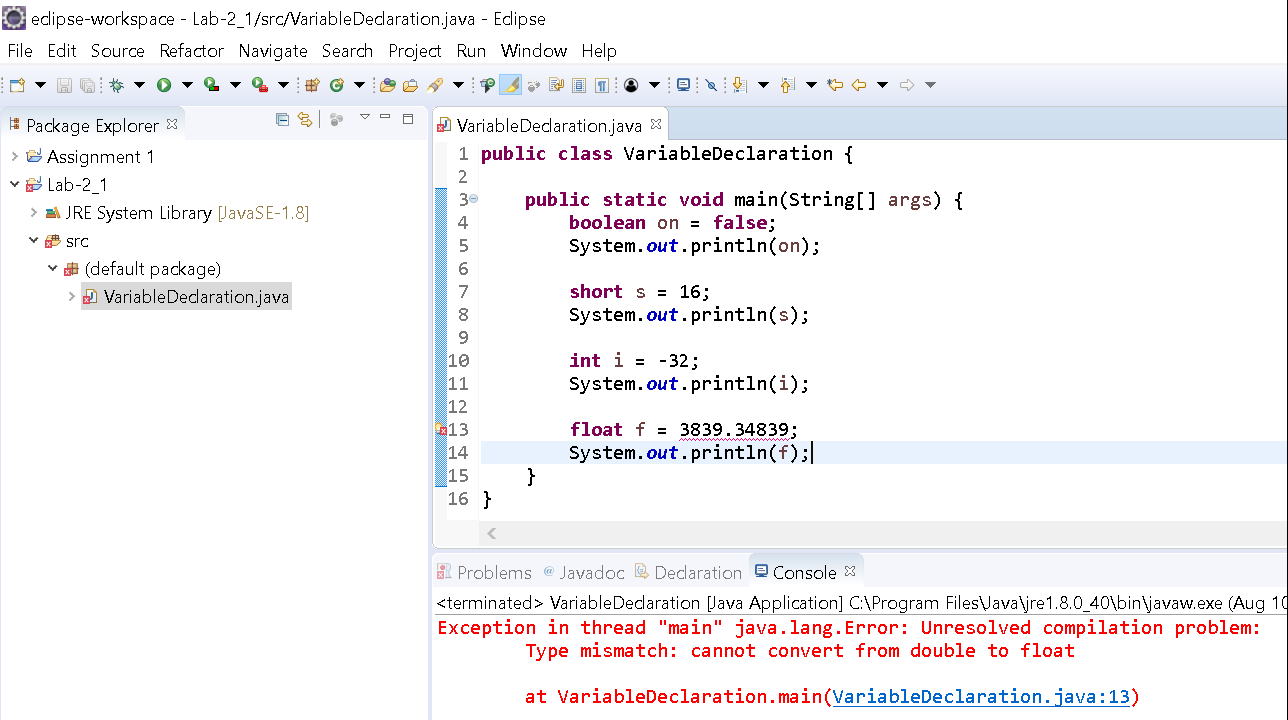 eclipse-workspace - Lab-2_1/src/VariableDeclaration.java - Eclipse
File Edit Source Refactor Navigate Search Project Run Window Help
Package Explorer
Assignment 1
Lab-2_1
JRE System Library [JavaSE-1.8]
src
(default package)
VariableDeclaration.java
VariableDeclaration.java
1 public class VariableDeclaration {
2
3 public static void main(String[] args) {
4 boolean on = false;
5 System.out.println(on);
6
7 short s = 16;
8 System.out.println(s);
9
10 int i = -32;
11 System.out.println(i);
12
13 float f = 3839.34839;
14 System.out.println(f);
15 }
16 }
Problems @ Javadoc Declaration Console
<terminated> VariableDeclaration [Java Application] C:\Program Files\Java\jre1.8.0_40\bin\javaw.exe (Aug 10
Exception in thread "main" java.lang.Error: Unresolved compilation problem:
Type mismatch: cannot convert from double to float
at VariableDeclaration.main(VariableDeclaration.java:13)